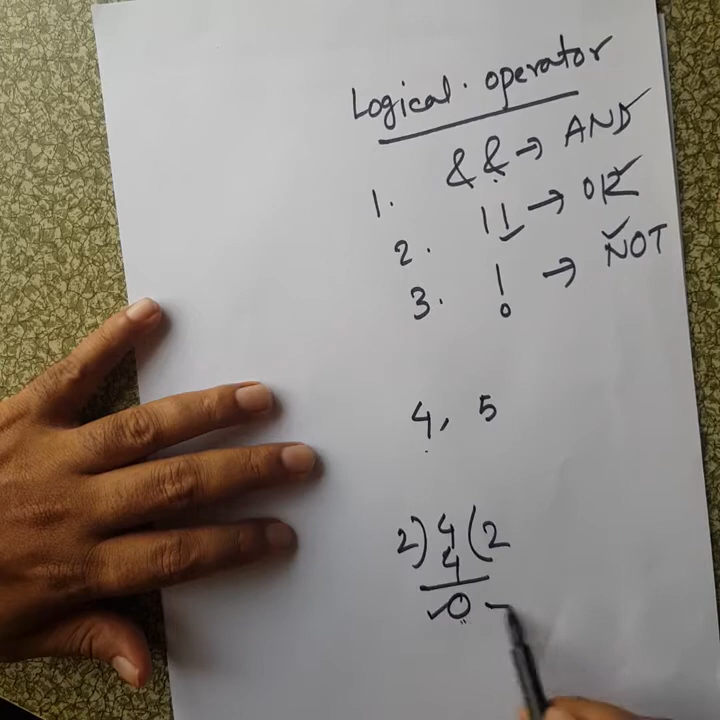 Logical. operator
1. && → AND
2. || → OR
3. ! → NOT
4, 5
2) 4 (2
4
0 -